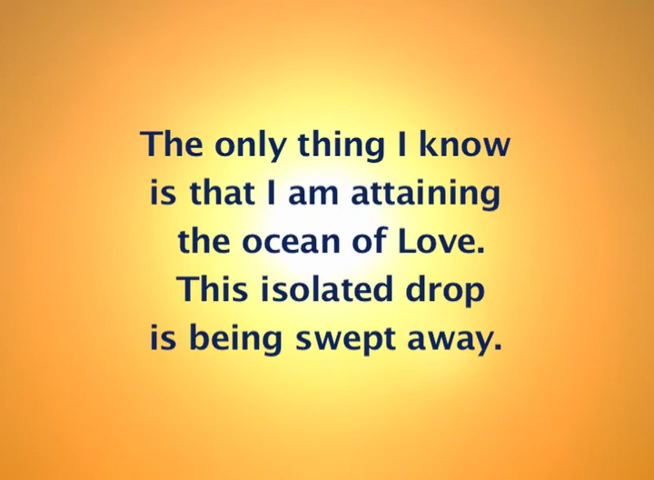 The only thing I know
is that I am attaining
the ocean of Love.
This isolated drop
is being swept away.